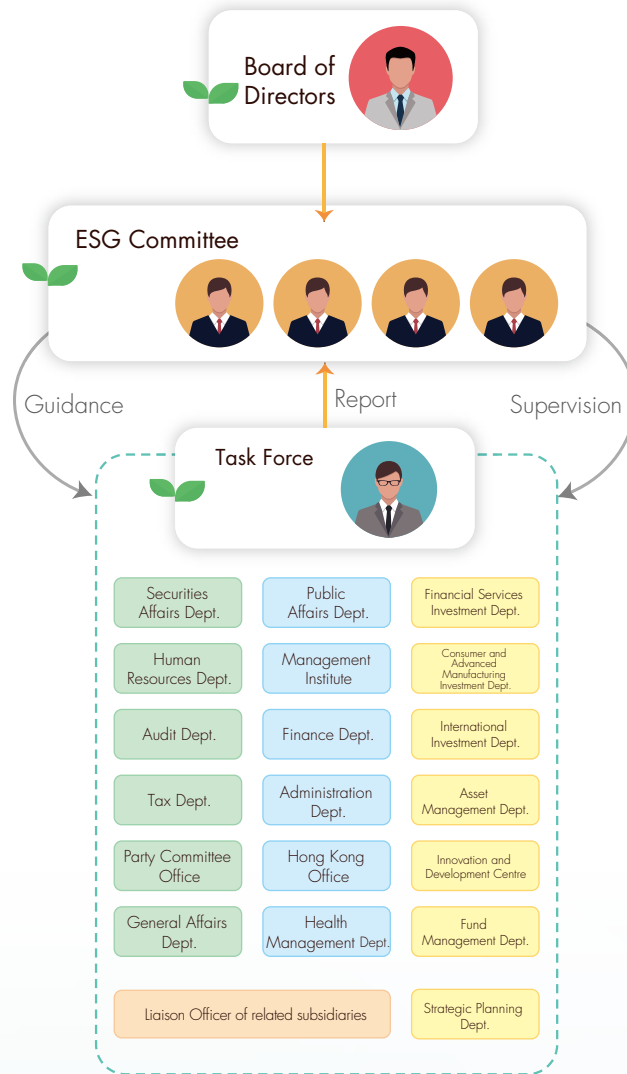 Board of
Directors
ESG Committee
Guidance
Report
Supervision
Task Force
Securities
Affairs Dept.
Public
Affairs Dept.
Financial Services
Investment Dept.
Human
Resources Dept.
Management
Institute
Consumer and
Advanced
Manufacturing
Investment Dept.
Audit Dept.
Finance Dept.
International
Investment Dept.
Tax Dept.
Administration
Dept.
Asset
Management Dept.
Party Committee
Office
Hong Kong
Office
Innovation and
Development Centre
General Affairs
Dept.
Health
Management Dept.
Fund
Management Dept.
Liaison Officer of related subsidiaries
Strategic Planning
Dept.